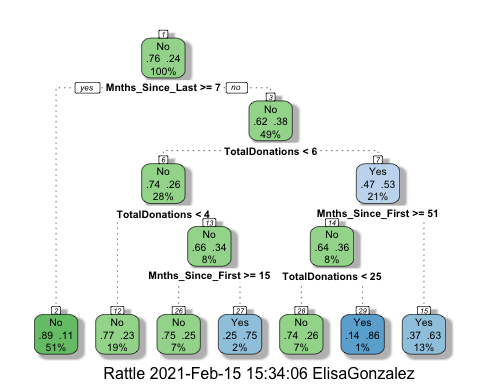 1
No
.76 .24
100%
yes Mnths_Since_Last >= 7 no
3
No
.62 .38
49%
TotalDonations < 6
6
No
.74 .26
28%
7
Yes
.47 .53
21%
TotalDonations < 4
Mnths_Since_First >= 51
13
No
.66 .34
8%
14
No
.64 .36
8%
Mnths_Since_First >= 15
TotalDonations < 25
2
No
.89 .11
51%
12
No
.77 .23
19%
26
No
.75 .25
7%
27
Yes
.25 .75
2%
28
No
.74 .26
7%
29
Yes
.14 .86
1%
15
Yes
.37 .63
13%
Rattle 2021-Feb-15 15:34:06 ElisaGonzalez